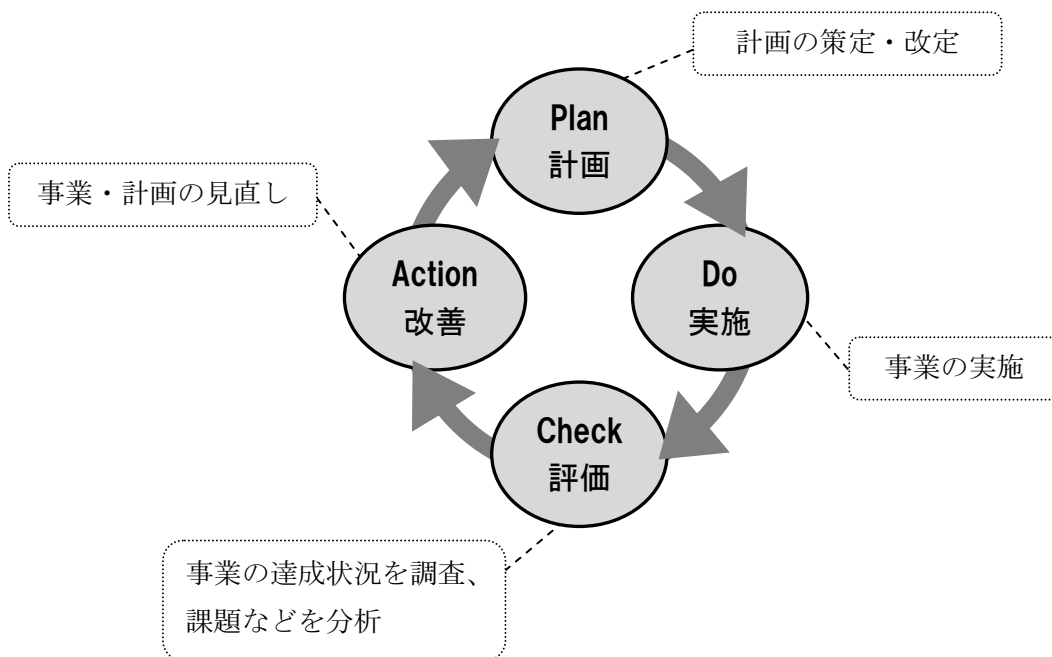 計画の策定・改定
Plan
計画
事業・計画の見直し
Action
改善
Do
実施
事業の実施
Check
評価
事業の達成状況を調査、
課題などを分析